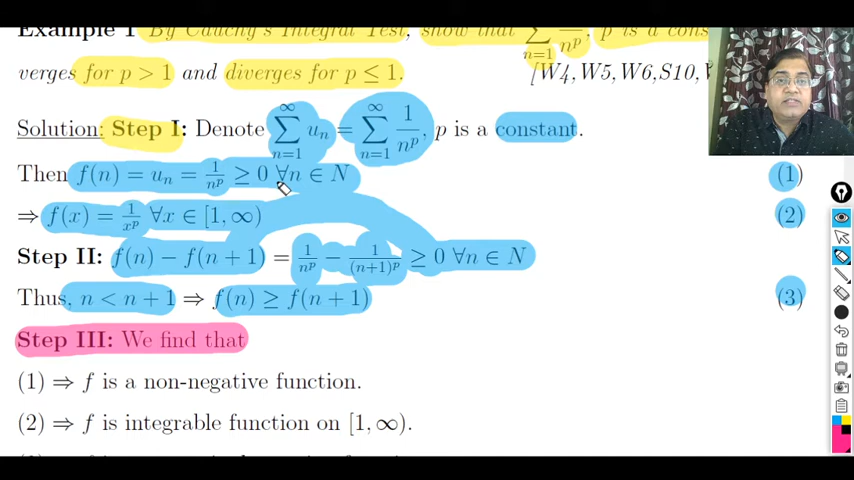 Example 1 By Cauchy's Integral Test, show that ∑_{n=1} 1/n^p, p is a cons
verges for p > 1 and diverges for p ≤ 1. [W4,W5,W6,S10,
Solution: Step I: Denote ∑_{n=1}^{∞} u_n = ∑_{n=1}^{∞} 1/n^p, p is a constant.
Then f(n) = u_n = 1/n^p ≥ 0 ∀n ∈ N (1)
⇒ f(x) = 1/x^p ∀x ∈ [1, ∞) (2)
Step II: f(n) − f(n + 1) = 1/n^p − 1/(n+1)^p ≥ 0 ∀n ∈ N
Thus, n < n + 1 ⇒ f(n) ≥ f(n + 1) (3)
Step III: We find that
(1) ⇒ f is a non-negative function.
(2) ⇒ f is integrable function on [1, ∞).